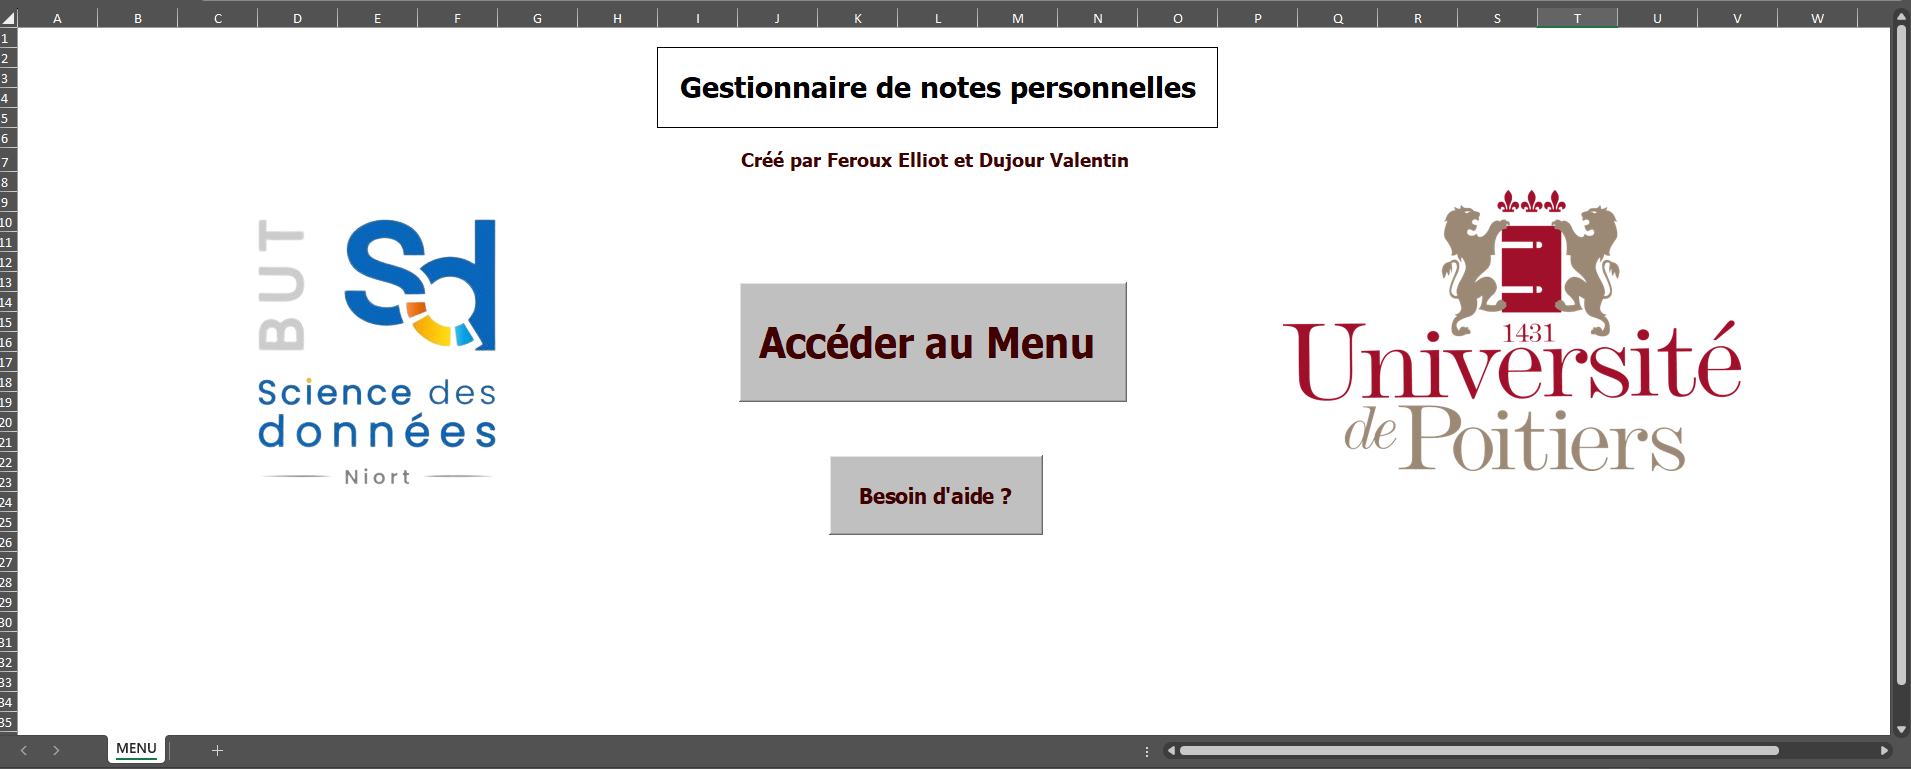 A B C D E F G H I J K L M N O P Q R S T U V W
1
2
3
4
5
6
7
8
9
10
11
12
13
14
15
16
17
18
19
20
21
22
23
24
25
26
27
28
29
30
31
32
33
34
35
Gestionnaire de notes personnelles
Créé par Feroux Elliot et Dujour Valentin
BUT
Sd
Science des
données
Niort
Accéder au Menu
Besoin d'aide ?
1431
Université
de Poitiers
MENU